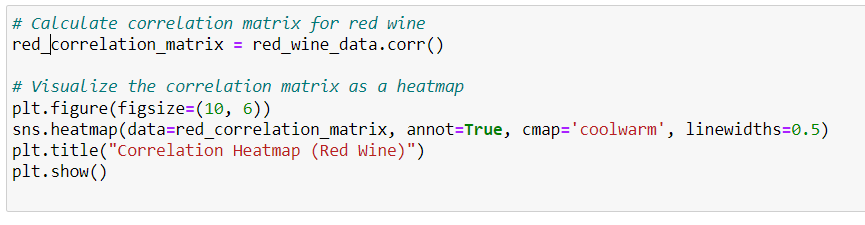 # Calculate correlation matrix for red wine
red_correlation_matrix = red_wine_data.corr()
# Visualize the correlation matrix as a heatmap
plt.figure(figsize=(10, 6))
sns.heatmap(data=red_correlation_matrix, annot=True, cmap='coolwarm', linewidths=0.5)
plt.title("Correlation Heatmap (Red Wine)")
plt.show()